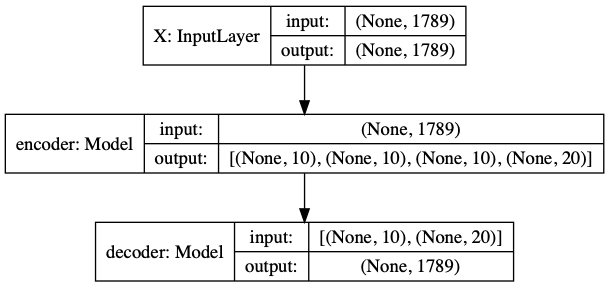 X: InputLayer
input:
(None, 1789)
output:
(None, 1789)
encoder: Model
input:
(None, 1789)
output:
[(None, 10), (None, 10), (None, 10), (None, 20)]
decoder: Model
input:
[(None, 10), (None, 20)]
output:
(None, 1789)